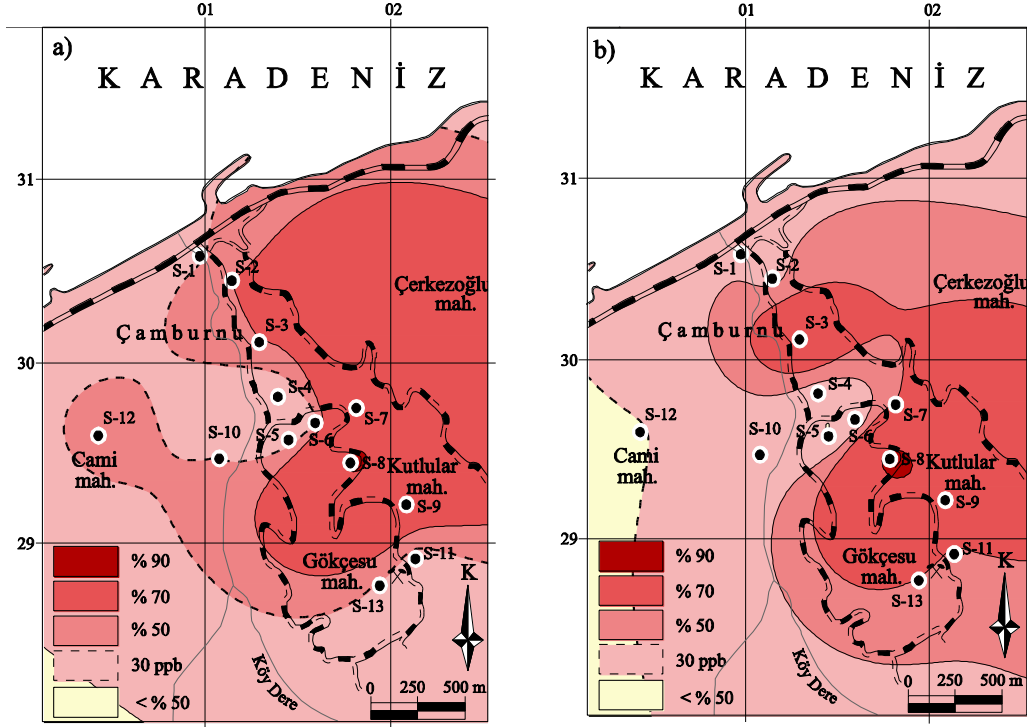 01
02
a)
K A R A D E N İ Z
31
S-1
S-2
Çerkezoğlu
mah.
Çamburnu
S-3
30
S-4
S-12
S-7
S-10
S-5
S-6
Cami
mah.
S-8
Kutlular
mah.
S-9
29
Gökçesu
mah.
S-11
S-13
K
% 90
% 70
% 50
30 ppb
< % 50
Köy Dere
0
250
500 m
01
02
b)
K A R A D E N İ Z
31
S-1
S-2
Çerkezoğlu
mah.
Çamburnu
S-3
30
S-4
S-12
S-7
S-10
S-5
S-6
Cami
mah.
S-8
Kutlular
mah.
S-9
29
Gökçesu
mah.
S-11
S-13
K
% 90
% 70
% 50
30 ppb
< % 50
Köy Dere
0
250
500 m